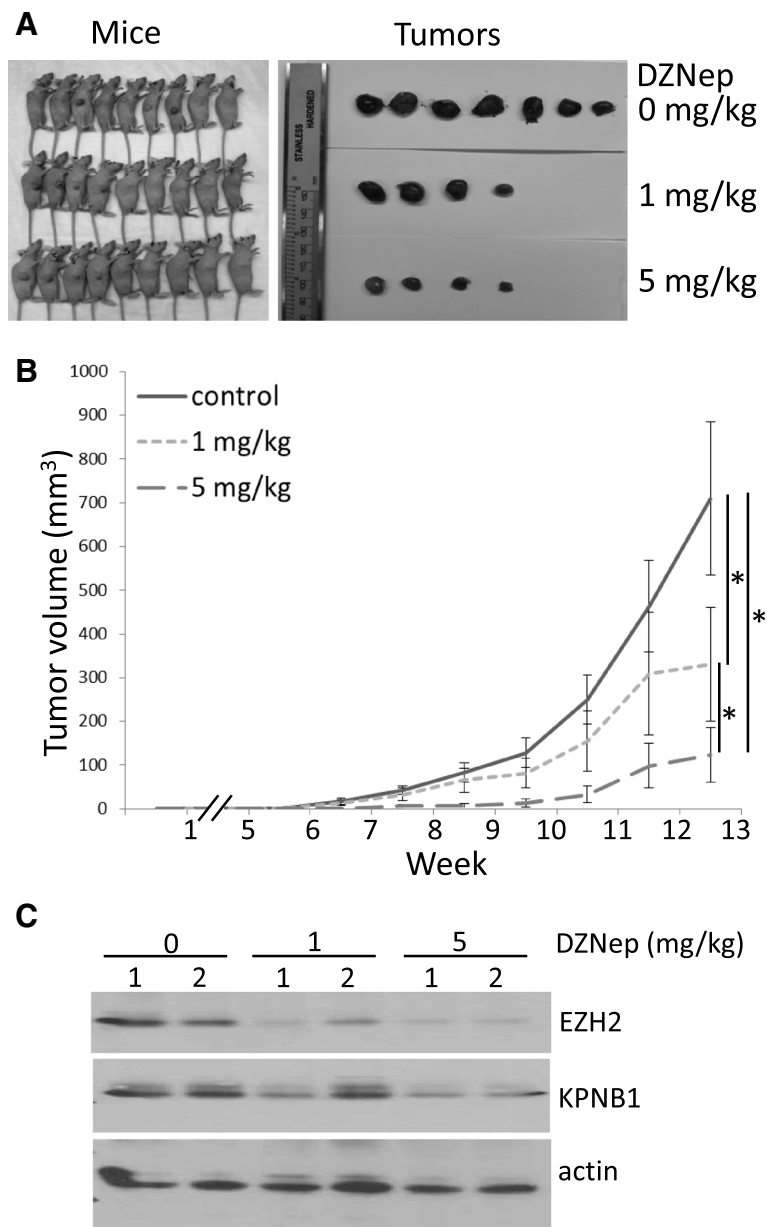 A
Mice
Tumors
DZNep
0 mg/kg
STAINLESS
HARDENED
1 mg/kg
5 mg/kg
B
1000
900
800
700
600
500
400
300
200
100
0
Tumor volume (mm³)
control
1 mg/kg
5 mg/kg
*
*
*
1 5 6 7 8 9 10 11 12 13
Week
C
0 1 5 DZNep (mg/kg)
1 2 1 2 1 2
EZH2
KPNB1
actin